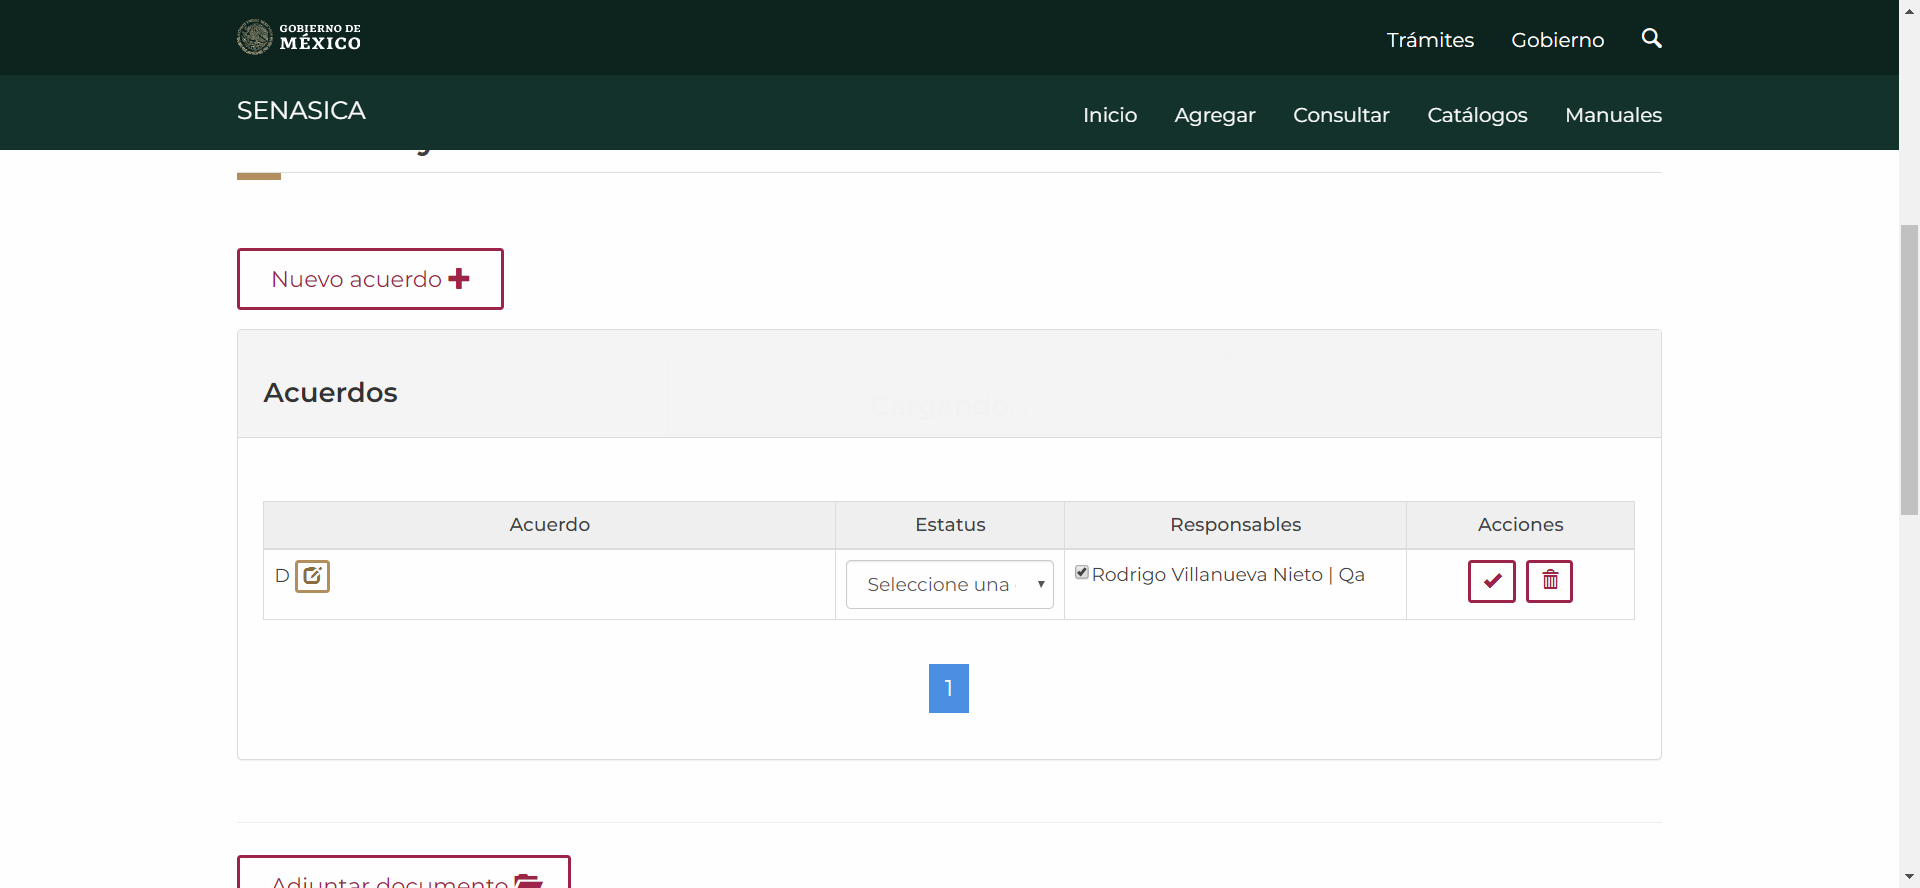 GOBIERNO DE
MÉXICO
Trámites Gobierno
SENASICA
Inicio Agregar Consultar Catálogos Manuales
Nuevo acuerdo
Acuerdos
Cargando...
Acuerdo Estatus Responsables Acciones
D Seleccione una Rodrigo Villanueva Nieto | Qa
1
Adjuntar documento